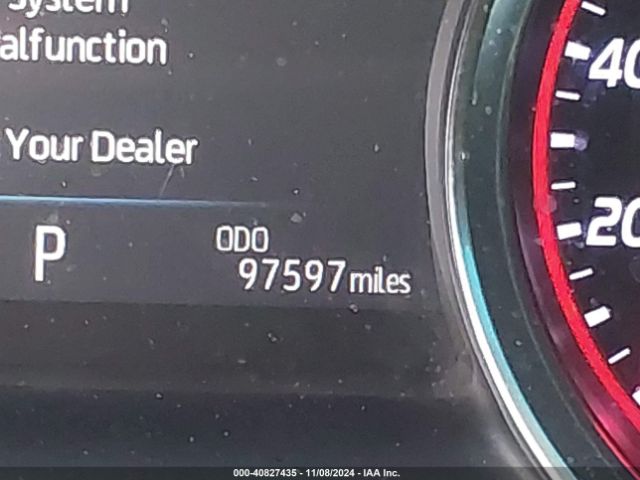 System
alfunction
Your Dealer
P
ODO
97597 miles
40
20
000-40827435 - 11/08/2024 - IAA Inc.